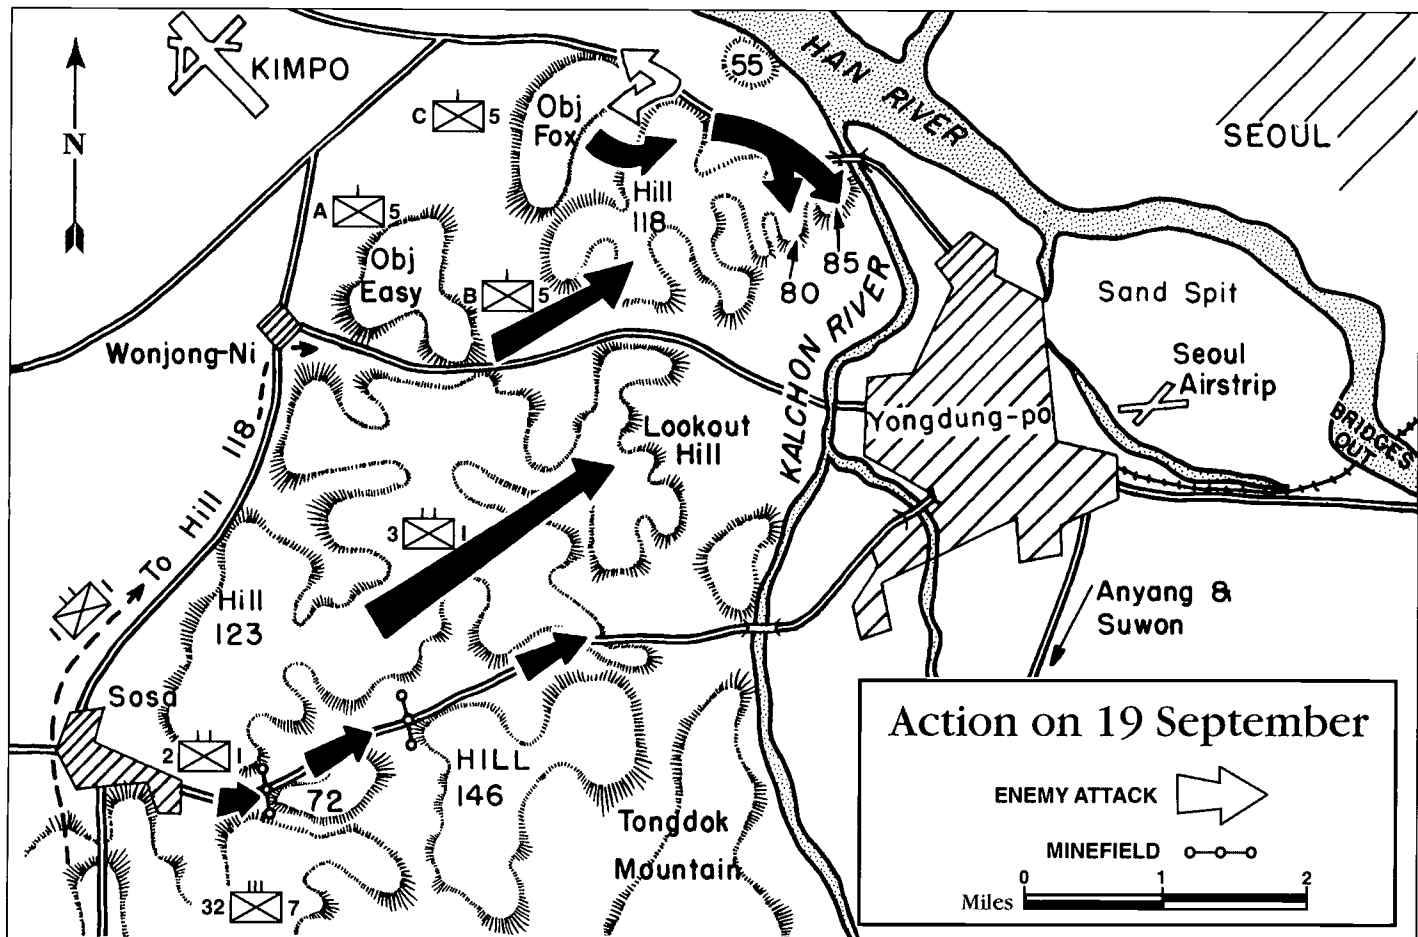 KIMPO
N
C 5
Obj
Fox
55
HAN RIVER
SEOUL
A 5
Hill
118
Obj
Easy
B 5
80
85
KALCHON RIVER
Sand Spit
Wonjong-Ni
Seoul
Airstrip
Lookout
Hill
Yongdung-po
BRIDGES
OUT
To Hill 118
3 1
1 1
Hill
123
Anyang &
Suwon
Sosa
2 1
72
HILL
146
Tongdok
Mountain
32 7
Action on 19 September
ENEMY ATTACK
MINEFIELD
0 1 2
Miles